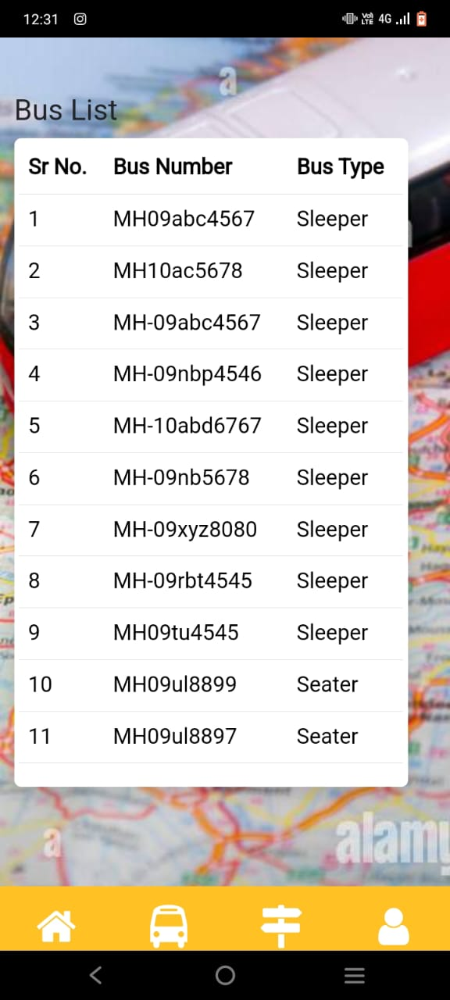 12:31 Vo) LTE 4G
a
Bus List
Sr No. Bus Number Bus Type
1 MH09abc4567 Sleeper
2 MH10ac5678 Sleeper
3 MH-09abc4567 Sleeper
4 MH-09nbp4546 Sleeper
5 MH-10abd6767 Sleeper
6 MH-09nb5678 Sleeper
7 MH-09xyz8080 Sleeper
8 MH-09rbt4545 Sleeper
9 MH09tu4545 Sleeper
10 MH09ul8899 Seater
11 MH09ul8897 Seater
a alamy